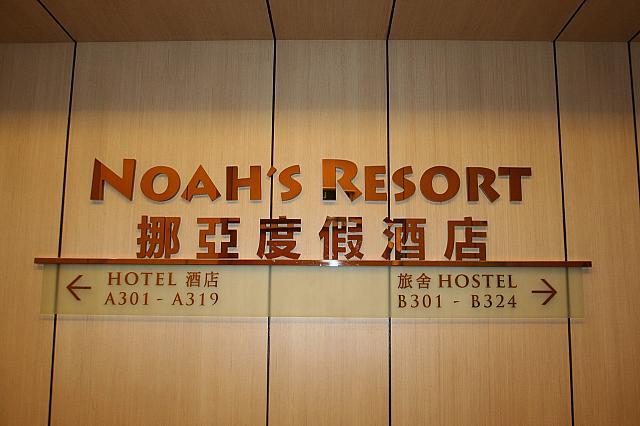 NOAH'S RESORT
挪亞度假酒店
HOTEL 酒店
A301 - A319
旅舍 HOSTEL
B301 - B324